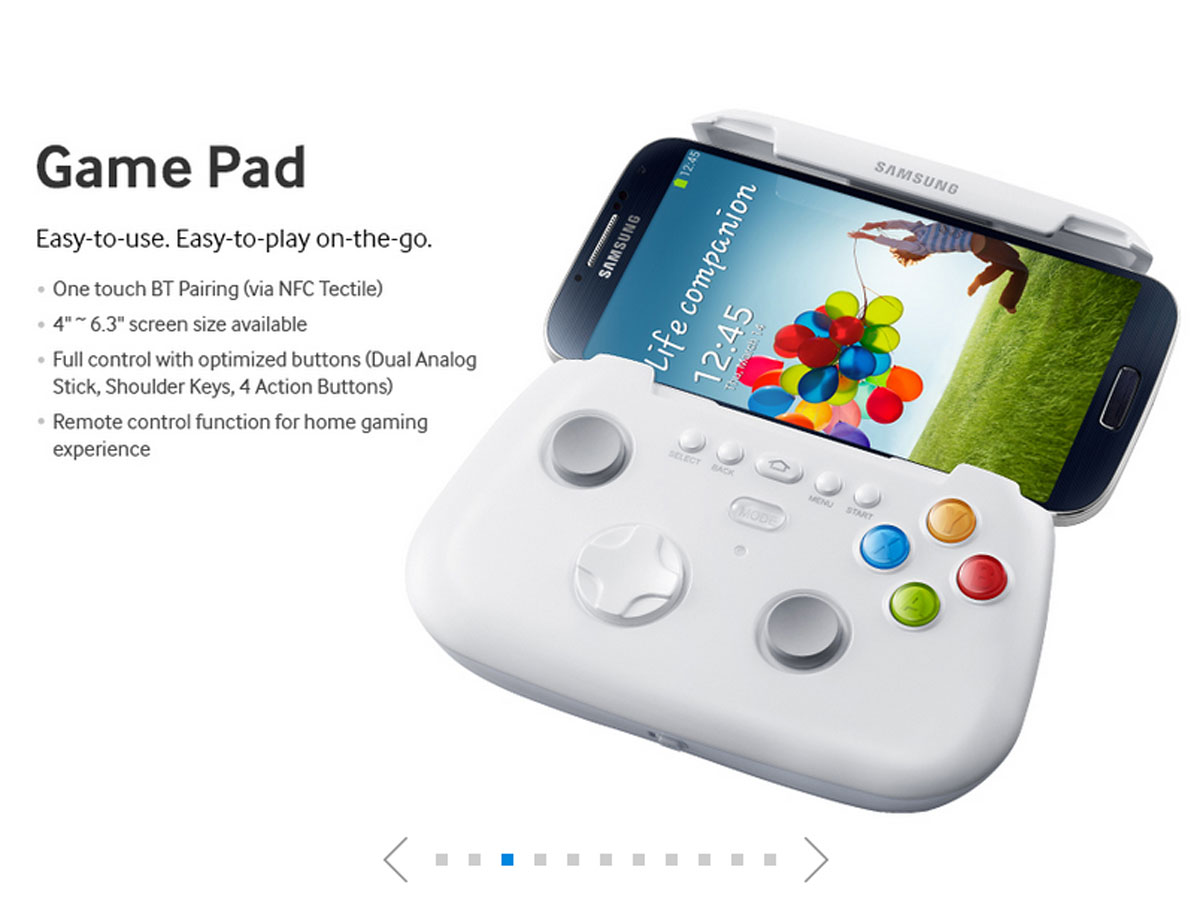 Game Pad
Easy-to-use. Easy-to-play on-the-go.
One touch BT Pairing (via NFC Tectile)
4" ~ 6.3" screen size available
Full control with optimized buttons (Dual Analog
Stick, Shoulder Keys, 4 Action Buttons)
Remote control function for home gaming
experience
SAMSUNG
SAMSUNG
12:45
life companion
12:45
Thu, March 14
SELECT
BACK
MENU
START
MODE
Y
X
B
A